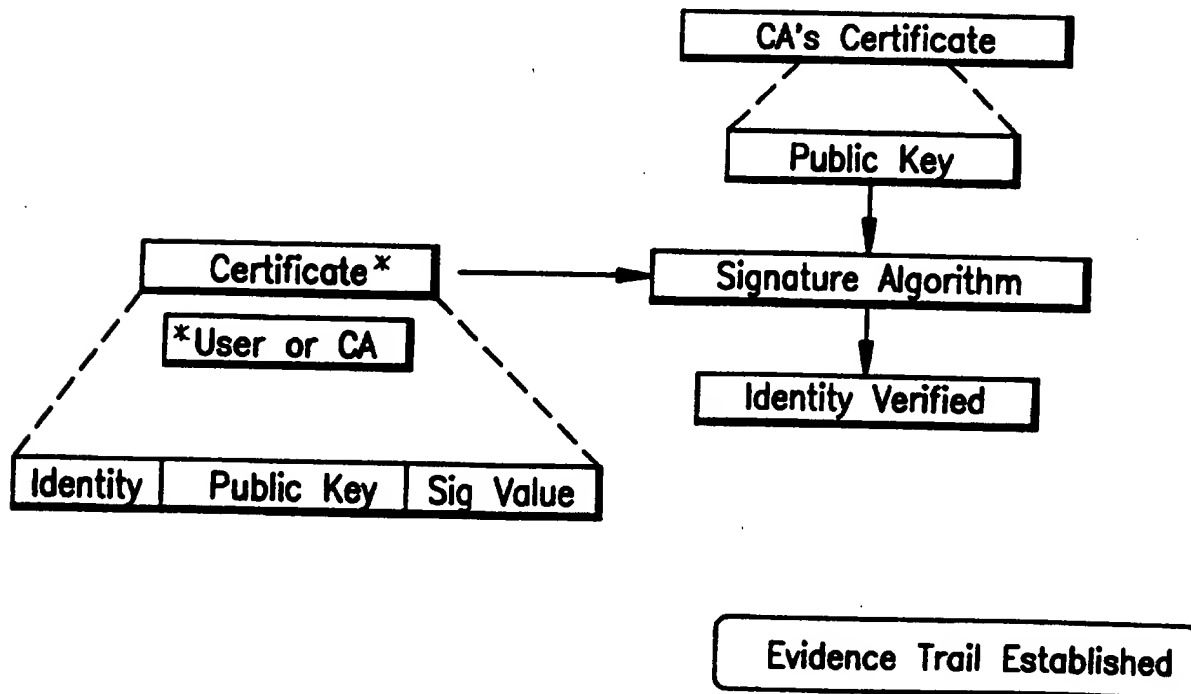 CA's Certificate
Public Key
Certificate*
Signature Algorithm
*User or CA
Identity Verified
Identity Public Key Sig Value
Evidence Trail Established